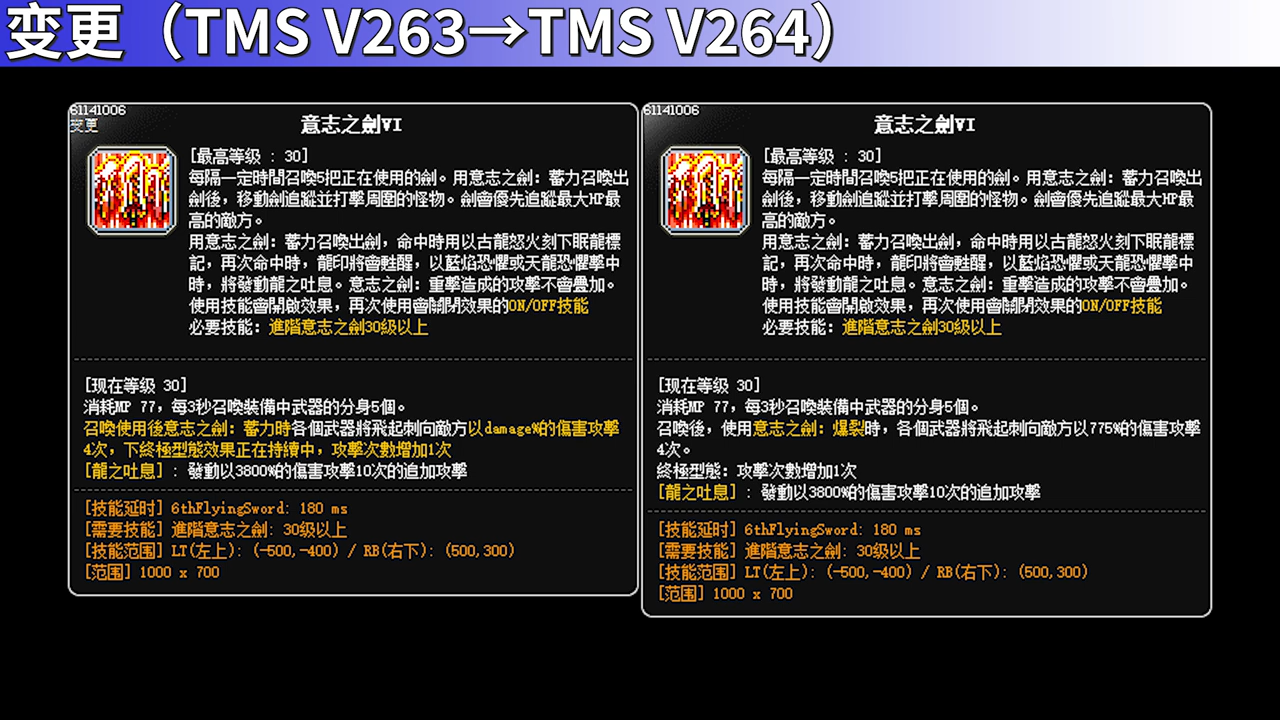 变更（TMS V263→TMS V264）
61141006
变更
意志之劍VI
[最高等级 : 30]
每隔一定時間召喚5把正在使用的劍。用意志之劍: 蓄力召喚出
劍後, 移動劍追蹤並打擊周圍的怪物。劍會優先追蹤最大HP最
高的敵方。
用意志之劍: 蓄力召喚出劍, 命中時用以古龍怒火刻下眠龍標
記, 再次命中時, 龍印將會甦醒, 以藍焰恐懼或天龍恐懼擊中
時, 將發動龍之吐息。意志之劍: 重擊造成的攻擊不會疊加。
使用技能會開啟效果, 再次使用會關閉效果的ON/OFF技能
必要技能: 進階意志之劍30级以上
[现在等级 30]
消耗MP 77, 每3秒召喚裝備中武器的分身5個。
召喚使用後意志之劍: 蓄力時各個武器將飛起刺向敵方以damage%的傷害攻擊
4次, 下終極型態效果正在持續中, 攻擊次數增加1次
[龍之吐息] : 發動以3800%的傷害攻擊10次的追加攻擊
[技能延时] 6thFlyingSword: 180 ms
[需要技能] 進階意志之劍: 30级以上
[技能范围] LT(左上): (-500,-400) / RB(右下): (500,300)
[范围] 1000 x 700
61141006
意志之劍VI
[最高等级 : 30]
每隔一定時間召喚5把正在使用的劍。用意志之劍: 蓄力召喚出
劍後, 移動劍追蹤並打擊周圍的怪物。劍會優先追蹤最大HP最
高的敵方。
用意志之劍: 蓄力召喚出劍, 命中時用以古龍怒火刻下眠龍標
記, 再次命中時, 龍印將會甦醒, 以藍焰恐懼或天龍恐懼擊中
時, 將發動龍之吐息。意志之劍: 重擊造成的攻擊不會疊加。
使用技能會開啟效果, 再次使用會關閉效果的ON/OFF技能
必要技能: 進階意志之劍30级以上
[现在等级 30]
消耗MP 77, 每3秒召喚裝備中武器的分身5個。
召喚後, 使用意志之劍: 爆裂時, 各個武器將飛起刺向敵方以775%的傷害攻擊
4次。
終極型態: 攻擊次數增加1次
[龍之吐息] : 發動以3800%的傷害攻擊10次的追加攻擊
[技能延时] 6thFlyingSword: 180 ms
[需要技能] 進階意志之劍: 30级以上
[技能范围] LT(左上): (-500,-400) / RB(右下): (500,300)
[范围] 1000 x 700